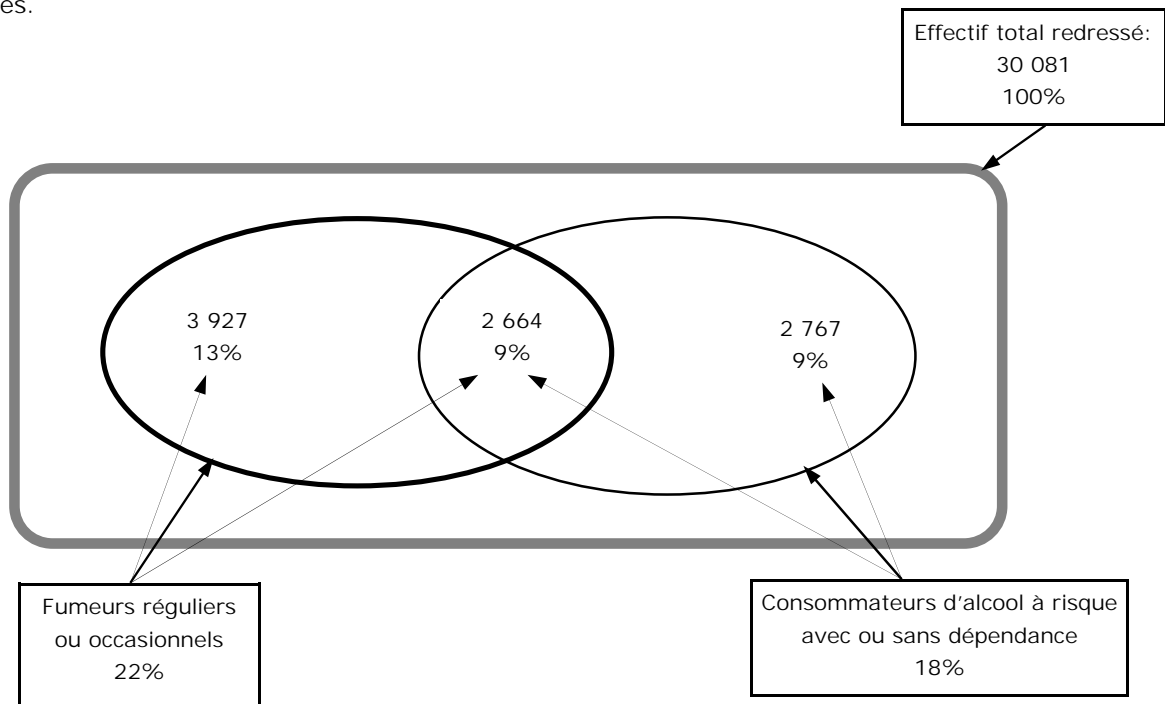 es.
Effectif total redressé:
30 081
100%
3 927
13%
2 664
9%
2 767
9%
Fumeurs réguliers
ou occasionnels
22%
Consommateurs d'alcool à risque
avec ou sans dépendance
18%